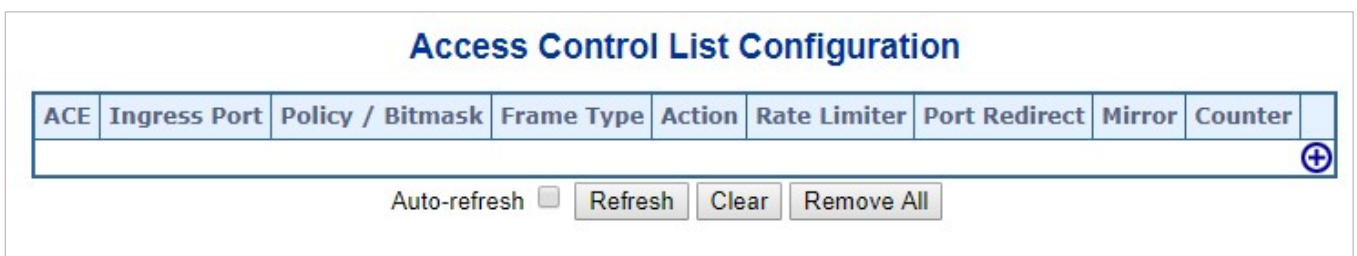 Access Control List Configuration
ACE Ingress Port Policy / Bitmask Frame Type Action Rate Limiter Port Redirect Mirror Counter
Auto-refresh Refresh Clear Remove All